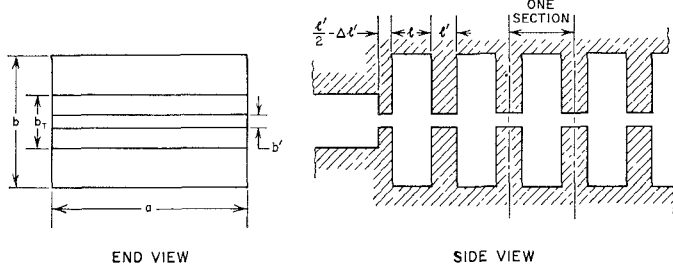 ONE
SECTION
ℓ'/2 - Δℓ'
ℓ
ℓ'
b
b_T
b'
a
END VIEW
SIDE VIEW